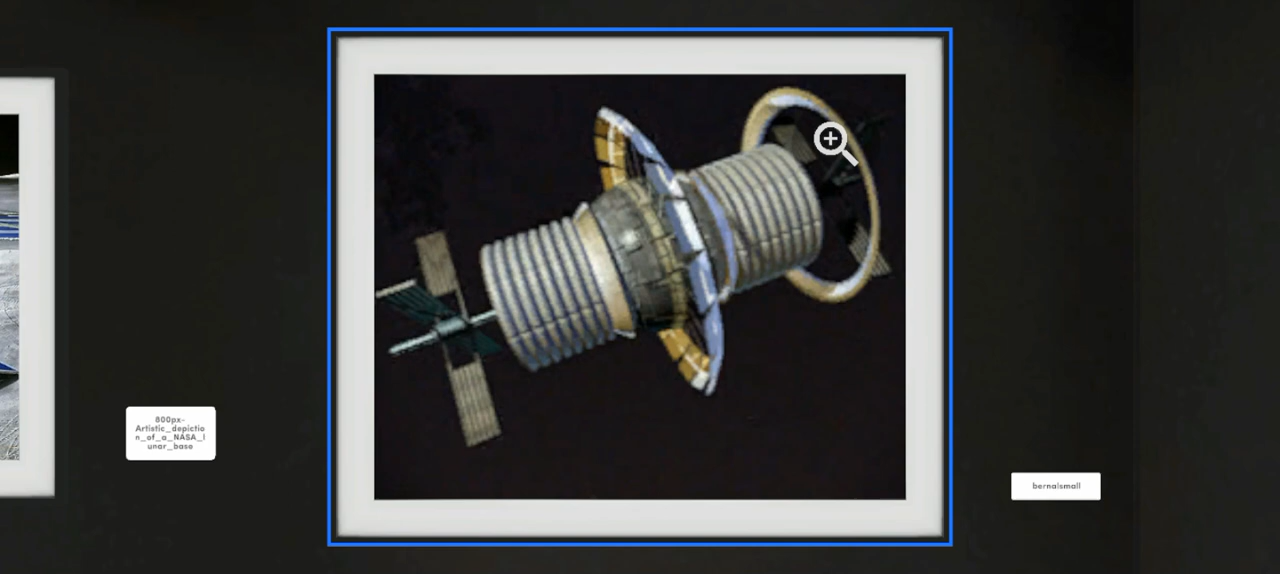 800px-
Artistic_depictio
n_of_a_NASA_l
unar_base
bernalsmall